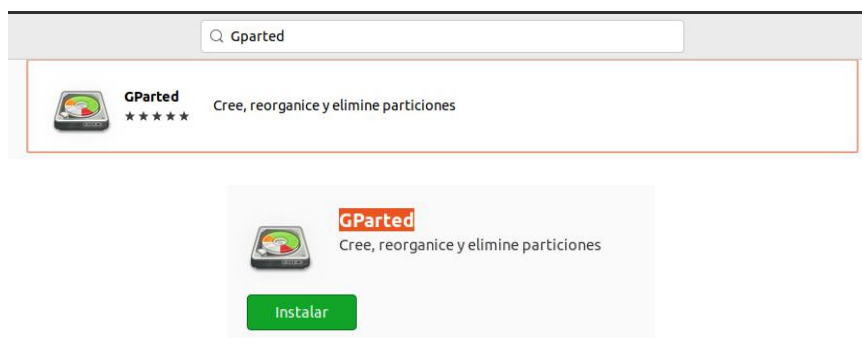 Gparted
GParted
★★★★★
Cree, reorganice y elimine particiones
GParted
Cree, reorganice y elimine particiones
Instalar